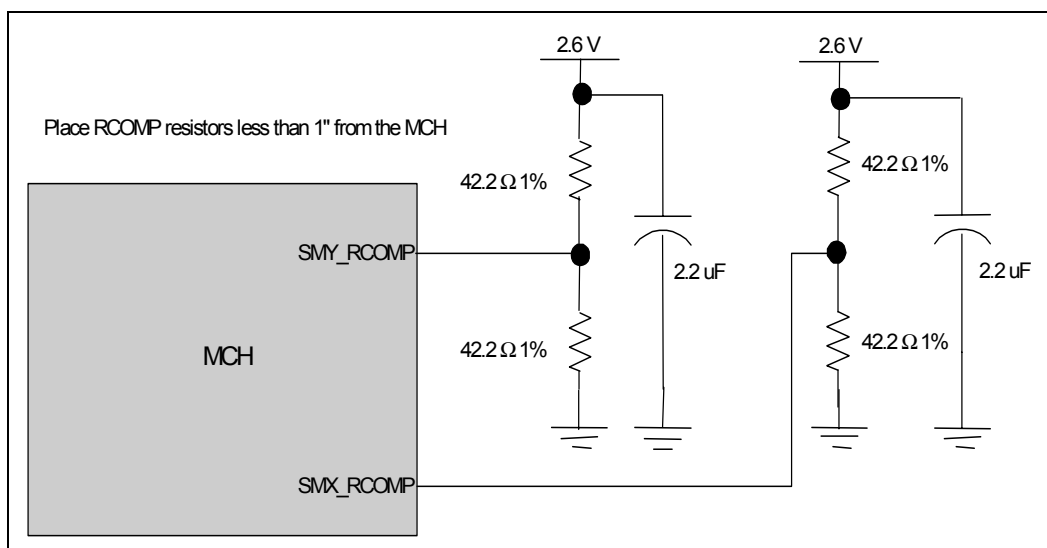 2.6 V
2.6 V
Place RCOMP resistors less than 1" from the MCH
42.2 Ω 1%
42.2 Ω 1%
SMY_RCOMP
2.2 uF
2.2 uF
42.2 Ω 1%
42.2 Ω 1%
MCH
SMX_RCOMP